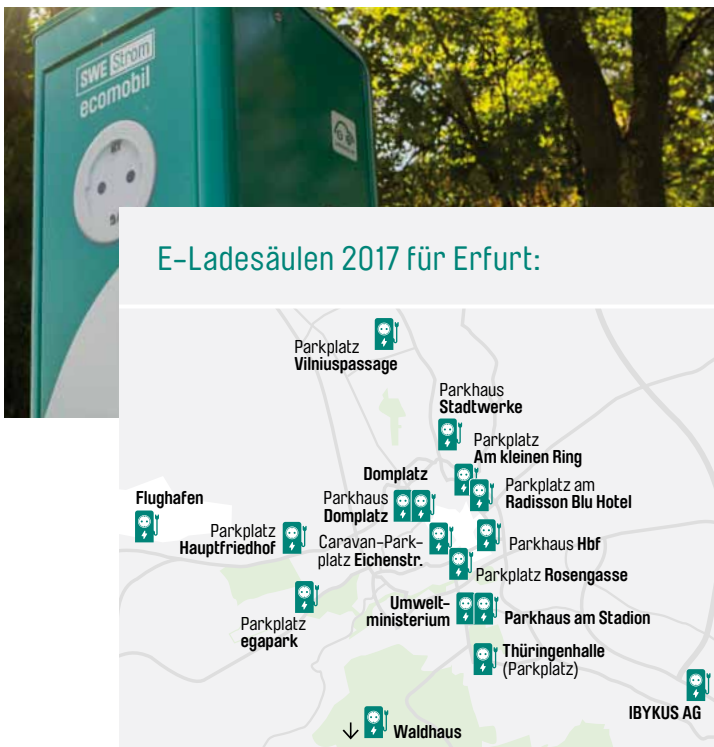 SWE Strom
ecomobil
E-Ladesäulen 2017 für Erfurt:
Parkplatz
Vilniuspassage
Parkhaus
Stadtwerke
Parkplatz
Am kleinen Ring
Domplatz
Parkplatz am
Radisson Blu Hotel
Flughafen
Parkhaus
Domplatz
Parkplatz
Hauptfriedhof
Caravan-Park-
platz Eichenstr.
Parkhaus Hbf
Parkplatz Rosengasse
Parkplatz
egapark
Umwelt-
ministerium
Parkhaus am Stadion
Thüringenhalle
(Parkplatz)
IBYKUS AG
Waldhaus